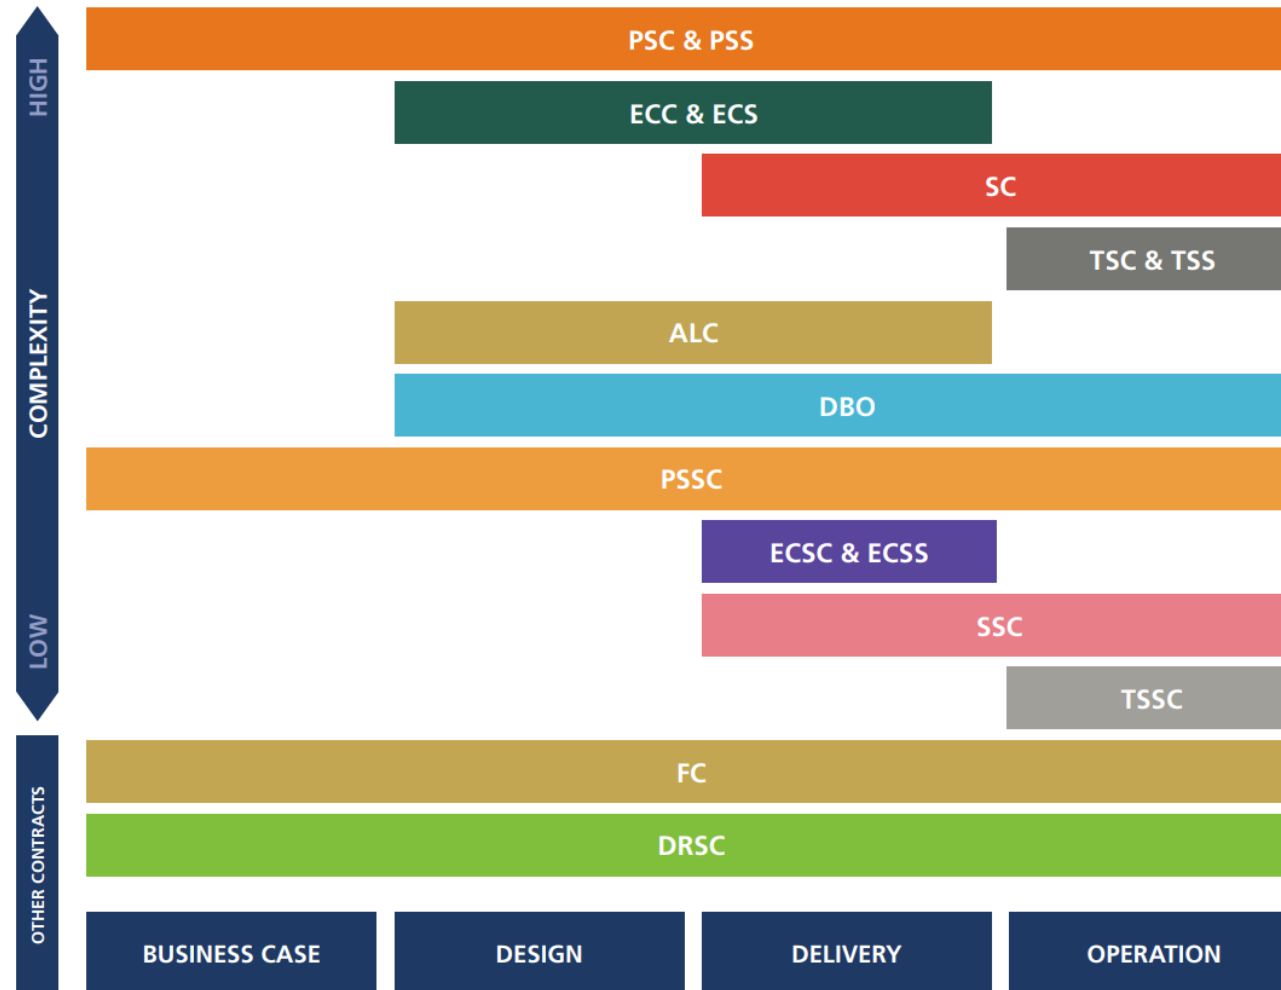 HIGH
COMPLEXITY
LOW
OTHER CONTRACTS
PSC & PSS
ECC & ECS
SC
TSC & TSS
ALC
DBO
PSSC
ECSC & ECSS
SSC
TSSC
FC
DRSC
BUSINESS CASE
DESIGN
DELIVERY
OPERATION